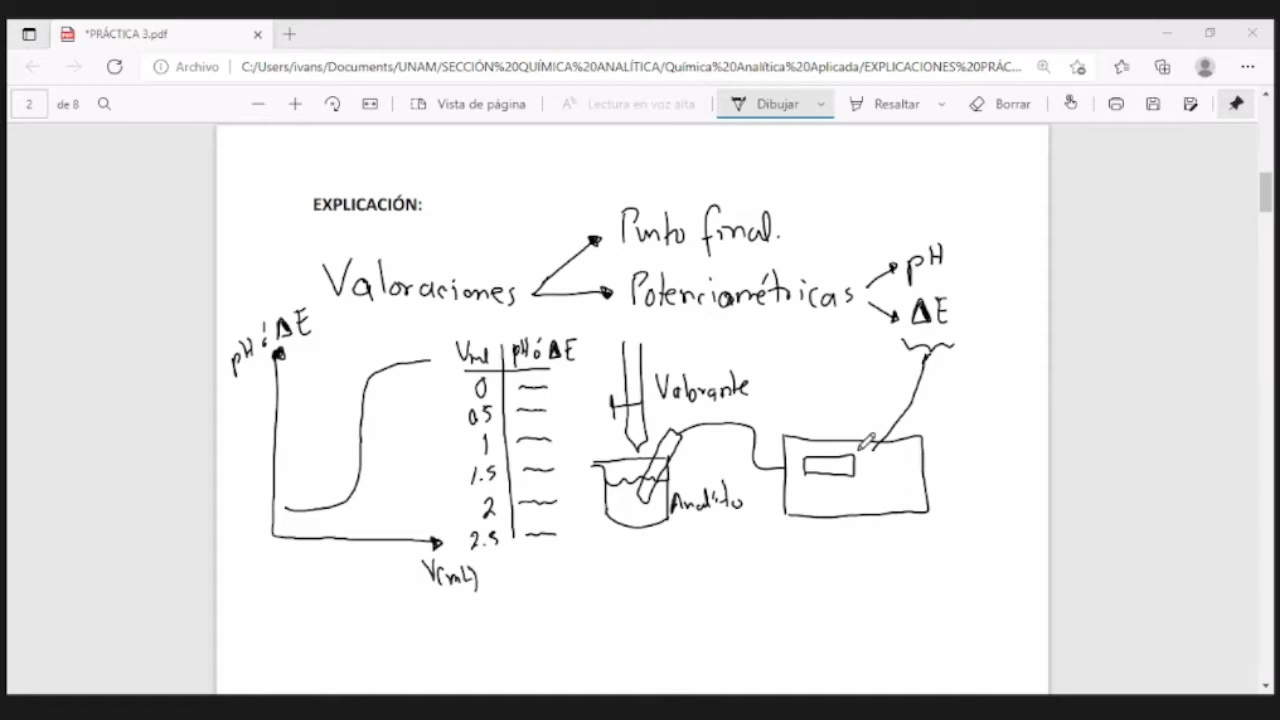 *PRÁCTICA 3.pdf
Archivo C:/Users/ivans/Documents/UNAM/SECCIÓN%20QUÍMICA%20ANALÍTICA/Química%20Analítica%20Aplicada/EXPLICACIONES%20PRÁC...
2 de 8 Vista de página Lectura en voz alta Dibujar Resaltar Borrar
EXPLICACIÓN:
Punto final.
Valoraciones
Potenciométricas
pH
ΔE
pH ó ΔE
V(mL)
VmL pH ó ΔE
0
0.5
1
1.5
2
2.5
Valorante
Analito